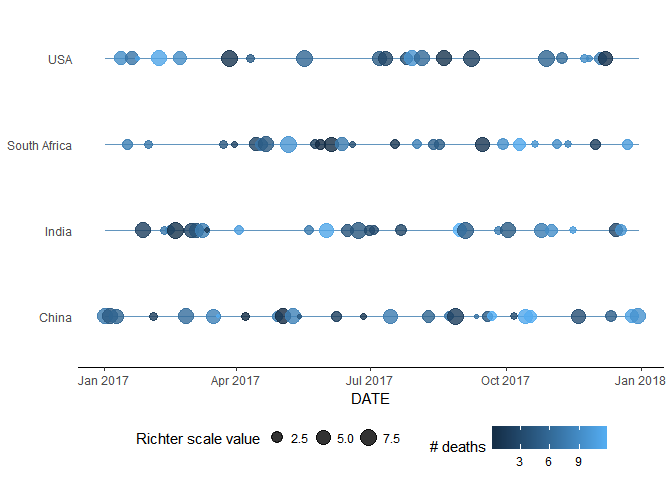 USA
South Africa
India
China
Jan 2017 Apr 2017 Jul 2017 Oct 2017 Jan 2018
DATE
Richter scale value 2.5 5.0 7.5
# deaths
3 6 9